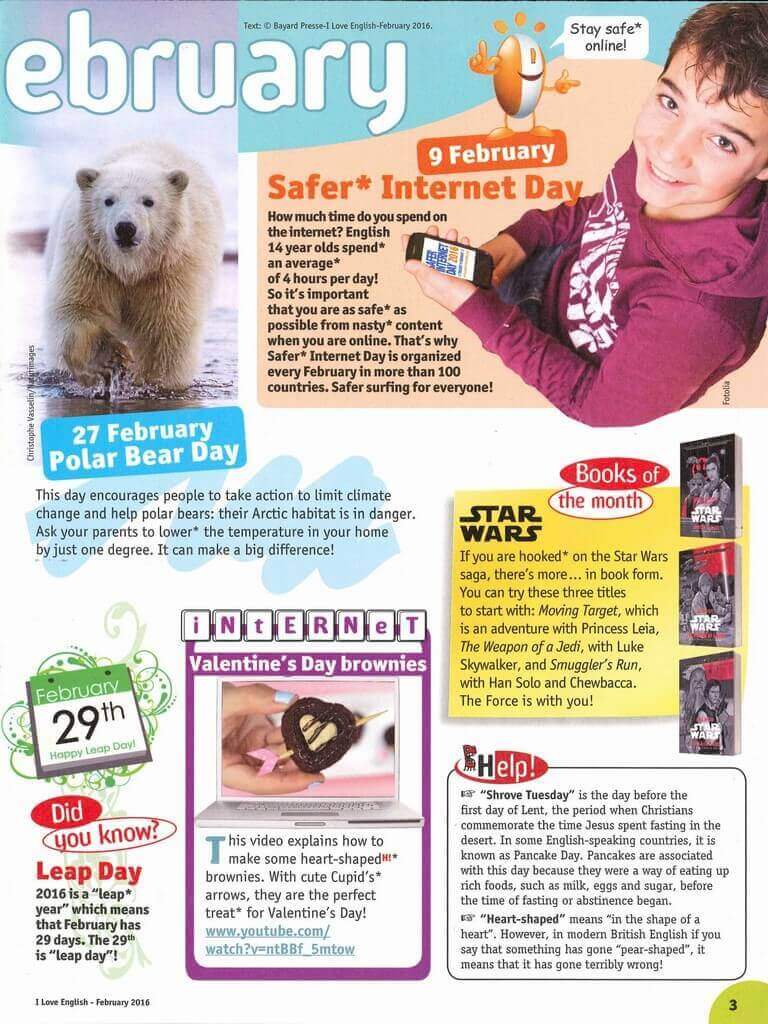 Text: © Bayard Presse-I Love English-February 2016.
ebruary
Stay safe*
online!
9 February
Safer* Internet Day
How much time do you spend on
the internet? English
14 year olds spend*
an average*
of 4 hours per day!
So it's important
that you are as safe* as
possible from nasty* content
when you are online. That's why
Safer* Internet Day is organized
every February in more than 100
countries. Safer surfing for everyone!
SAFER
INTERNET
DAY 2016
Fotolia
Christophe Vasselin/Naturimages
27 February
Polar Bear Day
This day encourages people to take action to limit climate
change and help polar bears: their Arctic habitat is in danger.
Ask your parents to lower* the temperature in your home
by just one degree. It can make a big difference!
Books of
the month
STAR
WARS
If you are hooked* on the Star Wars
saga, there's more... in book form.
You can try these three titles
to start with: Moving Target, which
is an adventure with Princess Leia,
The Weapon of a Jedi, with Luke
Skywalker, and Smuggler's Run,
with Han Solo and Chewbacca.
The Force is with you!
STAR
WARS
STAR
WARS
STAR
WARS
February
29th
Happy Leap Day!
Did
you know?
Leap Day
2016 is a "leap*
year" which means
that February has
29 days. The 29th
is "leap day"!
iNtERNeT
Valentine's Day brownies
This video explains how to
make some heart-shapedH!*
brownies. With cute Cupid's*
arrows, they are the perfect
treat* for Valentine's Day!
www.youtube.com/
watch?v=ntBBf_5mtow
Help!
☞ "Shrove Tuesday" is the day before the
first day of Lent, the period when Christians
commemorate the time Jesus spent fasting in the
desert. In some English-speaking countries, it is
known as Pancake Day. Pancakes are associated
with this day because they were a way of eating up
rich foods, such as milk, eggs and sugar, before
the time of fasting or abstinence began.
☞ "Heart-shaped" means "in the shape of a
heart". However, in modern British English if you
say that something has gone "pear-shaped", it
means that it has gone terribly wrong!
I Love English - February 2016
3